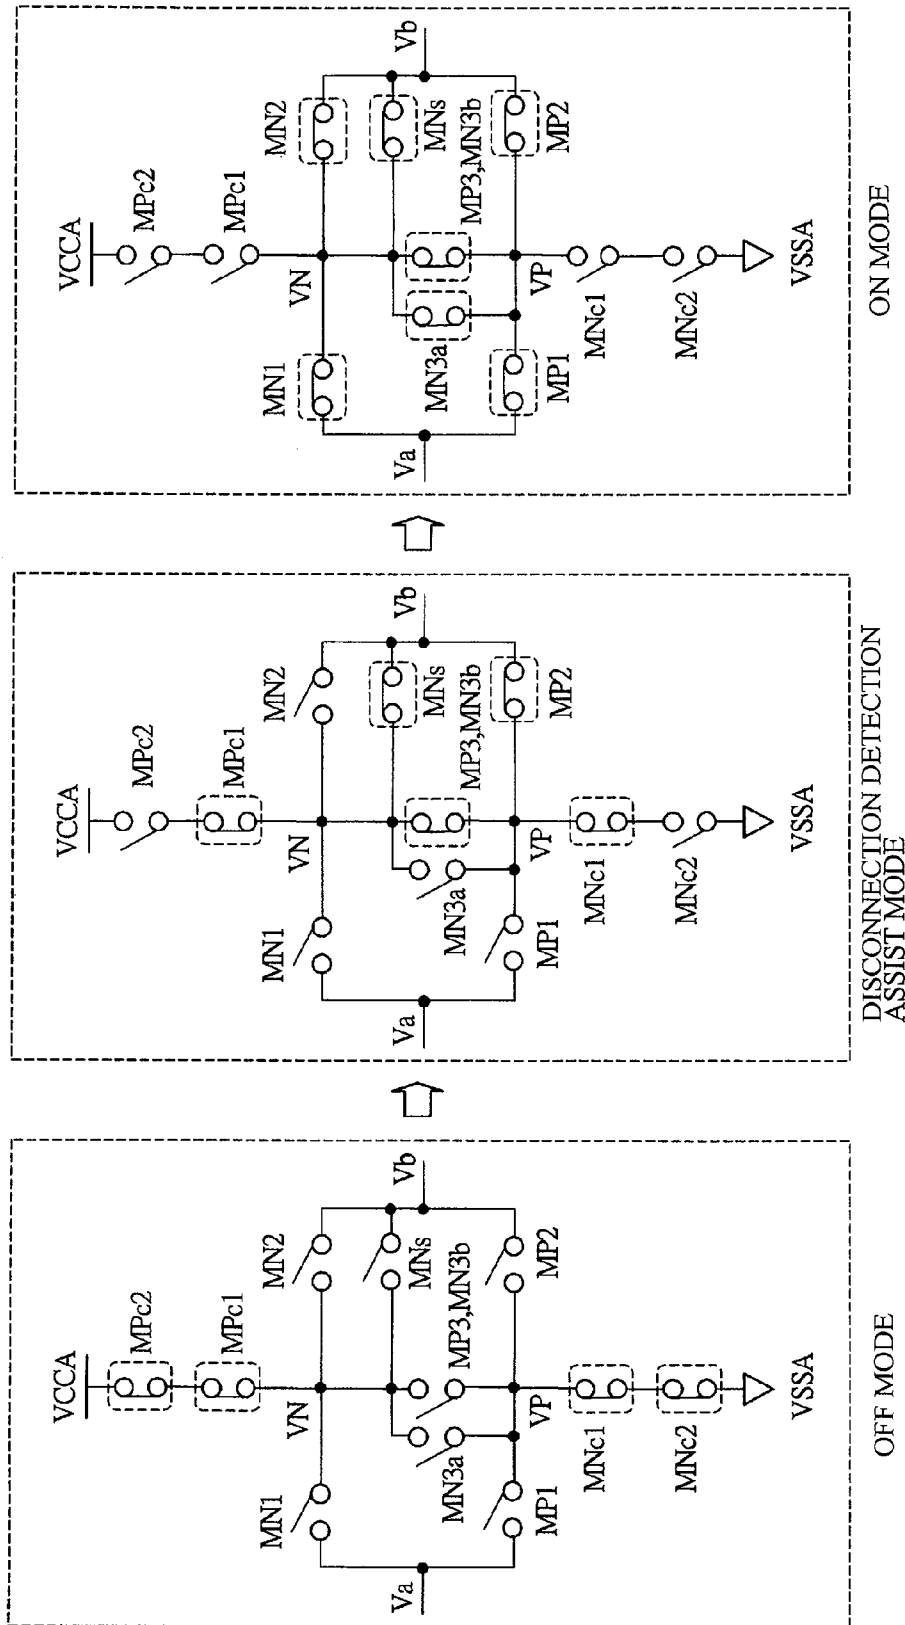 VCCA
MPc2
MPc1
VN
MN1
MN2
MNs
MP3,MN3b
MN3a
Va
Vb
MP1
MP2
VP
MNc1
MNc2
VSSA
OFF MODE
VCCA
MPc2
MPc1
VN
MN1
MN2
MNs
MP3,MN3b
MN3a
Va
Vb
MP1
MP2
VP
MNc1
MNc2
VSSA
DISCONNECTION DETECTION
ASSIST MODE
VCCA
MPc2
MPc1
VN
MN1
MN2
MNs
MP3,MN3b
MN3a
Va
Vb
MP1
MP2
VP
MNc1
MNc2
VSSA
ON MODE